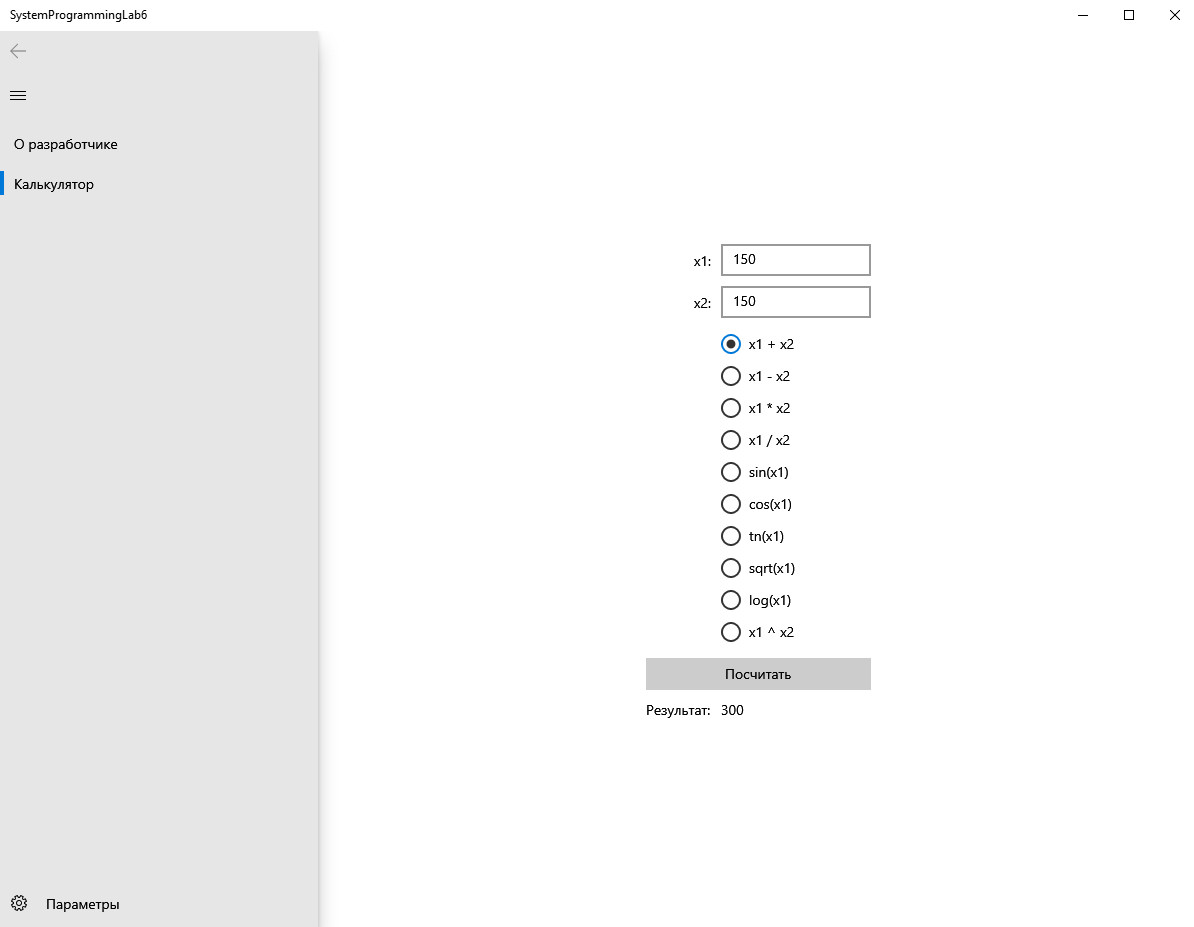 SystemProgrammingLab6
О разработчике
Калькулятор
x1: 150
x2: 150
x1 + x2
x1 - x2
x1 * x2
x1 / x2
sin(x1)
cos(x1)
tn(x1)
sqrt(x1)
log(x1)
x1 ^ x2
Посчитать
Результат: 300
Параметры